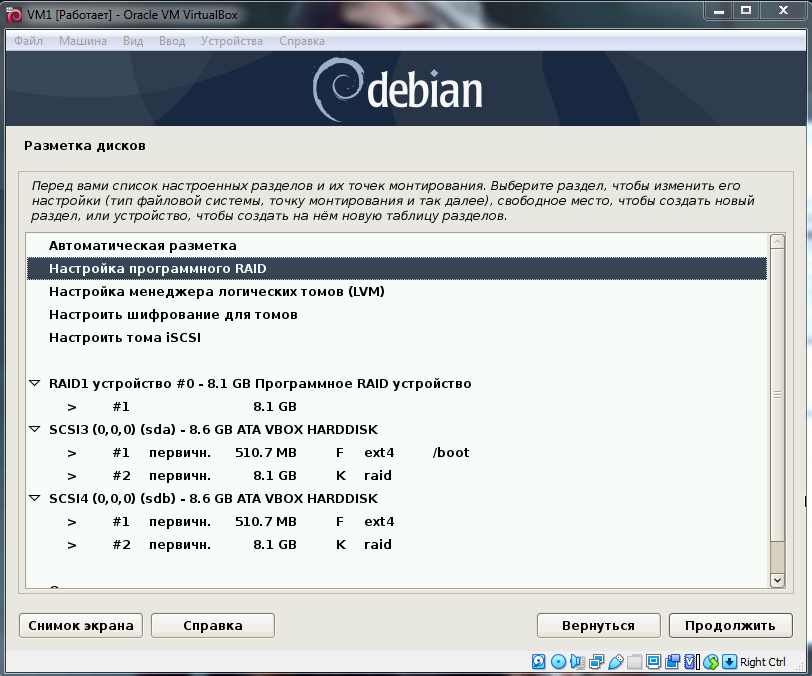 VM1 [Работает] - Oracle VM VirtualBox
Файл Машина Вид Ввод Устройства Справка
debian
Разметка дисков
Перед вами список настроенных разделов и их точек монтирования. Выберите раздел, чтобы изменить его
настройки (тип файловой системы, точку монтирования и так далее), свободное место, чтобы создать новый
раздел, или устройство, чтобы создать на нём новую таблицу разделов.
Автоматическая разметка
Настройка программного RAID
Настройка менеджера логических томов (LVM)
Настроить шифрование для томов
Настроить тома iSCSI
RAID1 устройство #0 - 8.1 GB Программное RAID устройство
> #1 8.1 GB
SCSI3 (0,0,0) (sda) - 8.6 GB ATA VBOX HARDDISK
> #1 первичн. 510.7 MB F ext4 /boot
> #2 первичн. 8.1 GB K raid
SCSI4 (0,0,0) (sdb) - 8.6 GB ATA VBOX HARDDISK
> #1 первичн. 510.7 MB F ext4
> #2 первичн. 8.1 GB K raid
Снимок экрана Справка Вернуться Продолжить
Right Ctrl